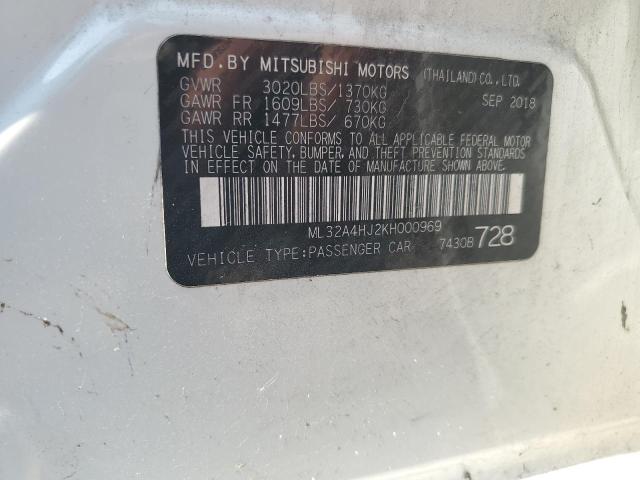 MFD. BY MITSUBISHI MOTORS (THAILAND) CO., LTD.
GVWR 3020LBS/1370KG SEP 2018
GAWR FR 1609LBS/ 730KG
GAWR RR 1477LBS/ 670KG
THIS VEHICLE CONFORMS TO ALL APPLICABLE FEDERAL MOTOR
VEHICLE SAFETY, BUMPER, AND THEFT PREVENTION STANDARDS
IN EFFECT ON THE DATE OF MANUFACTURE SHOWN ABOVE.
ML32A4HJ2KH000969
VEHICLE TYPE:PASSENGER CAR 7430B 728